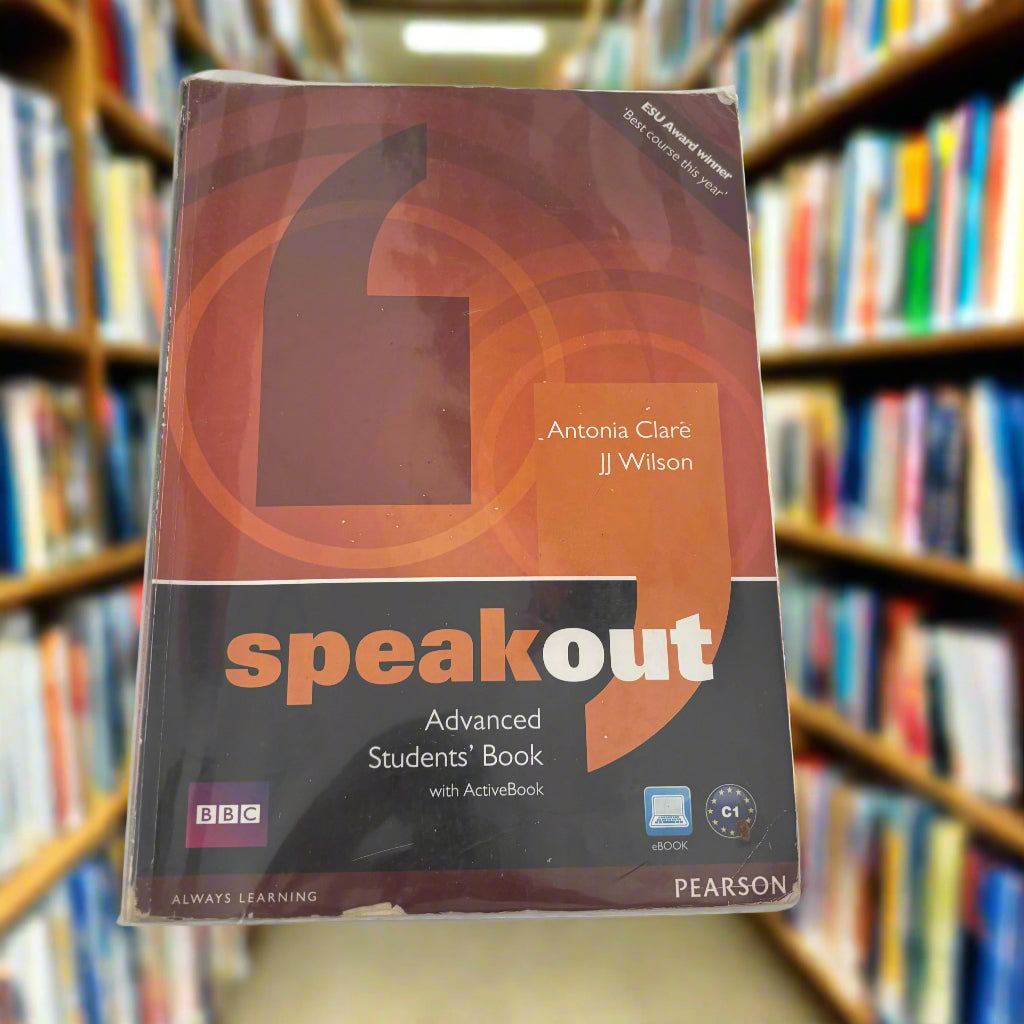 ESU Award winner
'Best course this year'
Antonia Clare
JJ Wilson
speakout
Advanced
Students' Book
with ActiveBook
BBC
eBOOK
C1
ALWAYS LEARNING
PEARSON